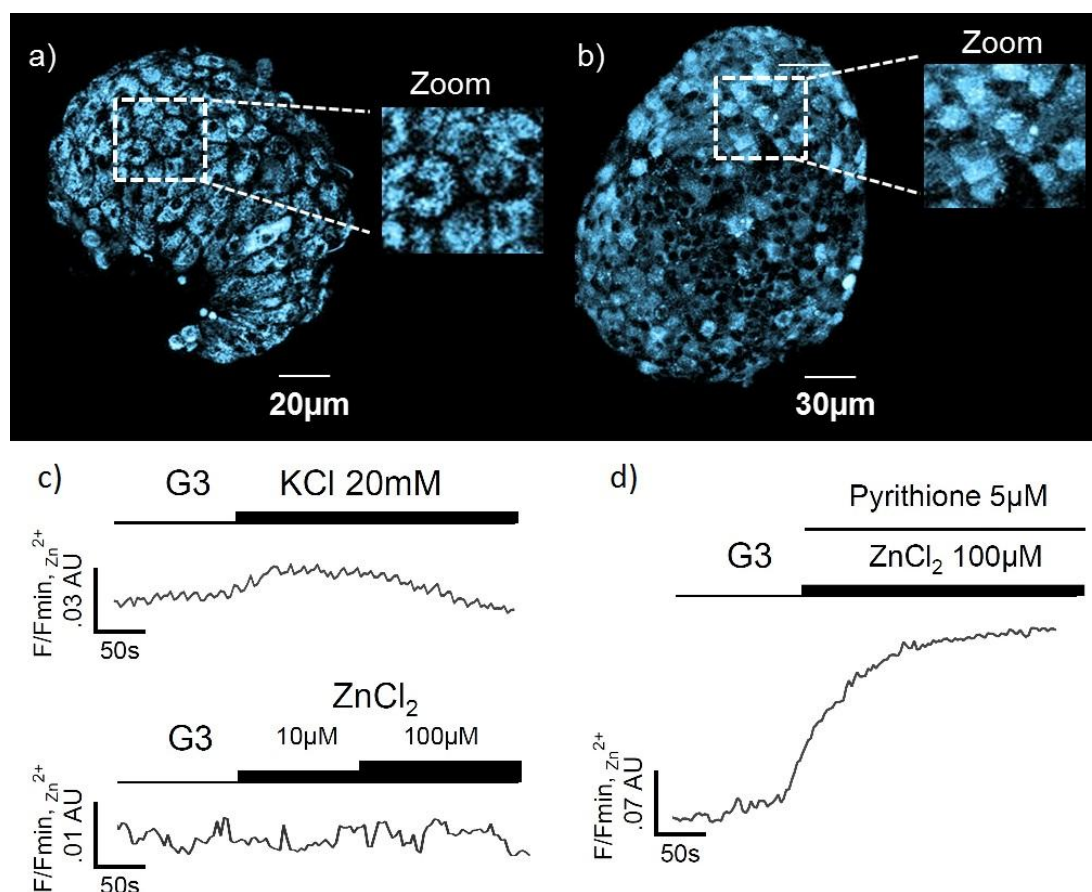 a)
Zoom
20µm
b)
Zoom
30µm
c)
G3
KCl 20mM
F/Fmin, Zn²⁺
.03 AU
50s
ZnCl₂
G3
10µM
100µM
F/Fmin, Zn²⁺
.01 AU
50s
d)
Pyrithione 5µM
G3
ZnCl₂ 100µM
F/Fmin, Zn²⁺
.07 AU
50s